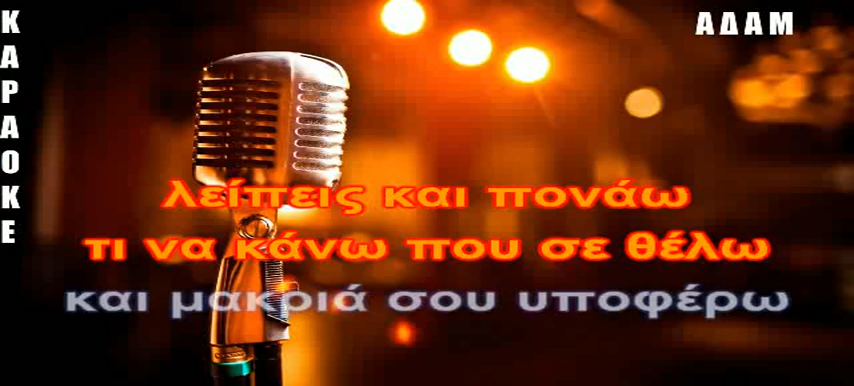 ΚΑΡΑΟΚΕ
ΑΔΑΜ
λείπεις και πονάω
τι να κάνω που σε θέλω
και μακριά σου υποφέρω